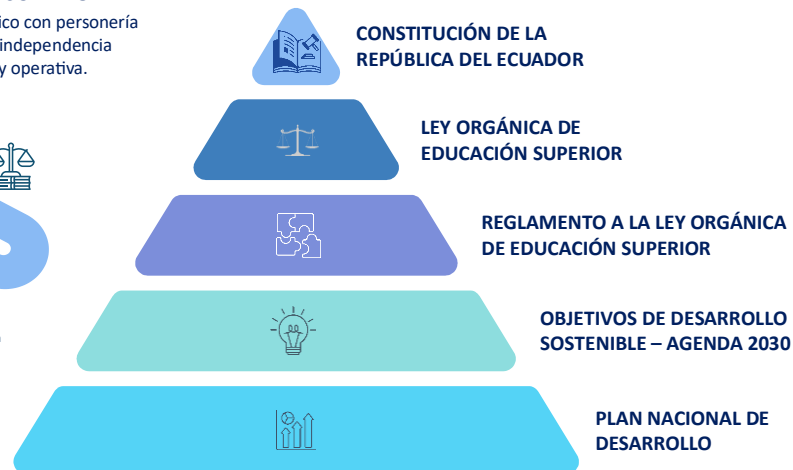 ico con personería
independencia
y operativa.
CONSTITUCIÓN DE LA
REPÚBLICA DEL ECUADOR
LEY ORGÁNICA DE
EDUCACIÓN SUPERIOR
REGLAMENTO A LA LEY ORGÁNICA
DE EDUCACIÓN SUPERIOR
OBJETIVOS DE DESARROLLO
SOSTENIBLE – AGENDA 2030
PLAN NACIONAL DE
DESARROLLO